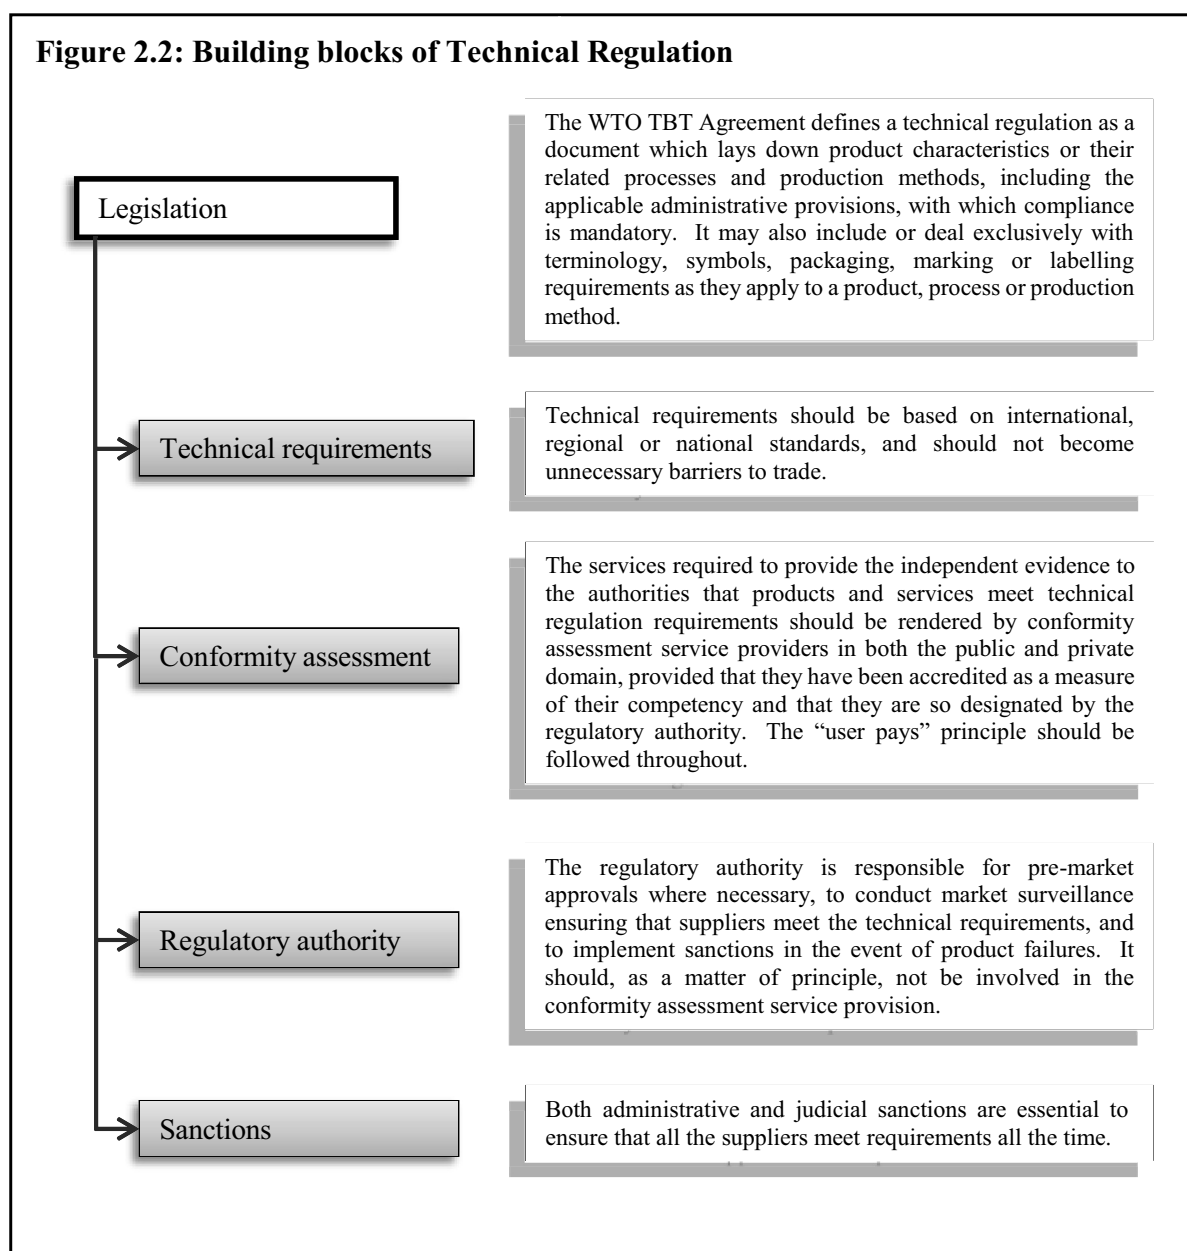 Figure 2.2: Building blocks of Technical Regulation
Legislation
The WTO TBT Agreement defines a technical regulation as a
document which lays down product characteristics or their
related processes and production methods, including the
applicable administrative provisions, with which compliance
is mandatory. It may also include or deal exclusively with
terminology, symbols, packaging, marking or labelling
requirements as they apply to a product, process or production
method.
Technical requirements
Technical requirements should be based on international,
regional or national standards, and should not become
unnecessary barriers to trade.
Conformity assessment
The services required to provide the independent evidence to
the authorities that products and services meet technical
regulation requirements should be rendered by conformity
assessment service providers in both the public and private
domain, provided that they have been accredited as a measure
of their competency and that they are so designated by the
regulatory authority. The “user pays” principle should be
followed throughout.
Regulatory authority
The regulatory authority is responsible for pre-market
approvals where necessary, to conduct market surveillance
ensuring that suppliers meet the technical requirements, and
to implement sanctions in the event of product failures. It
should, as a matter of principle, not be involved in the
conformity assessment service provision.
Sanctions
Both administrative and judicial sanctions are essential to
ensure that all the suppliers meet requirements all the time.